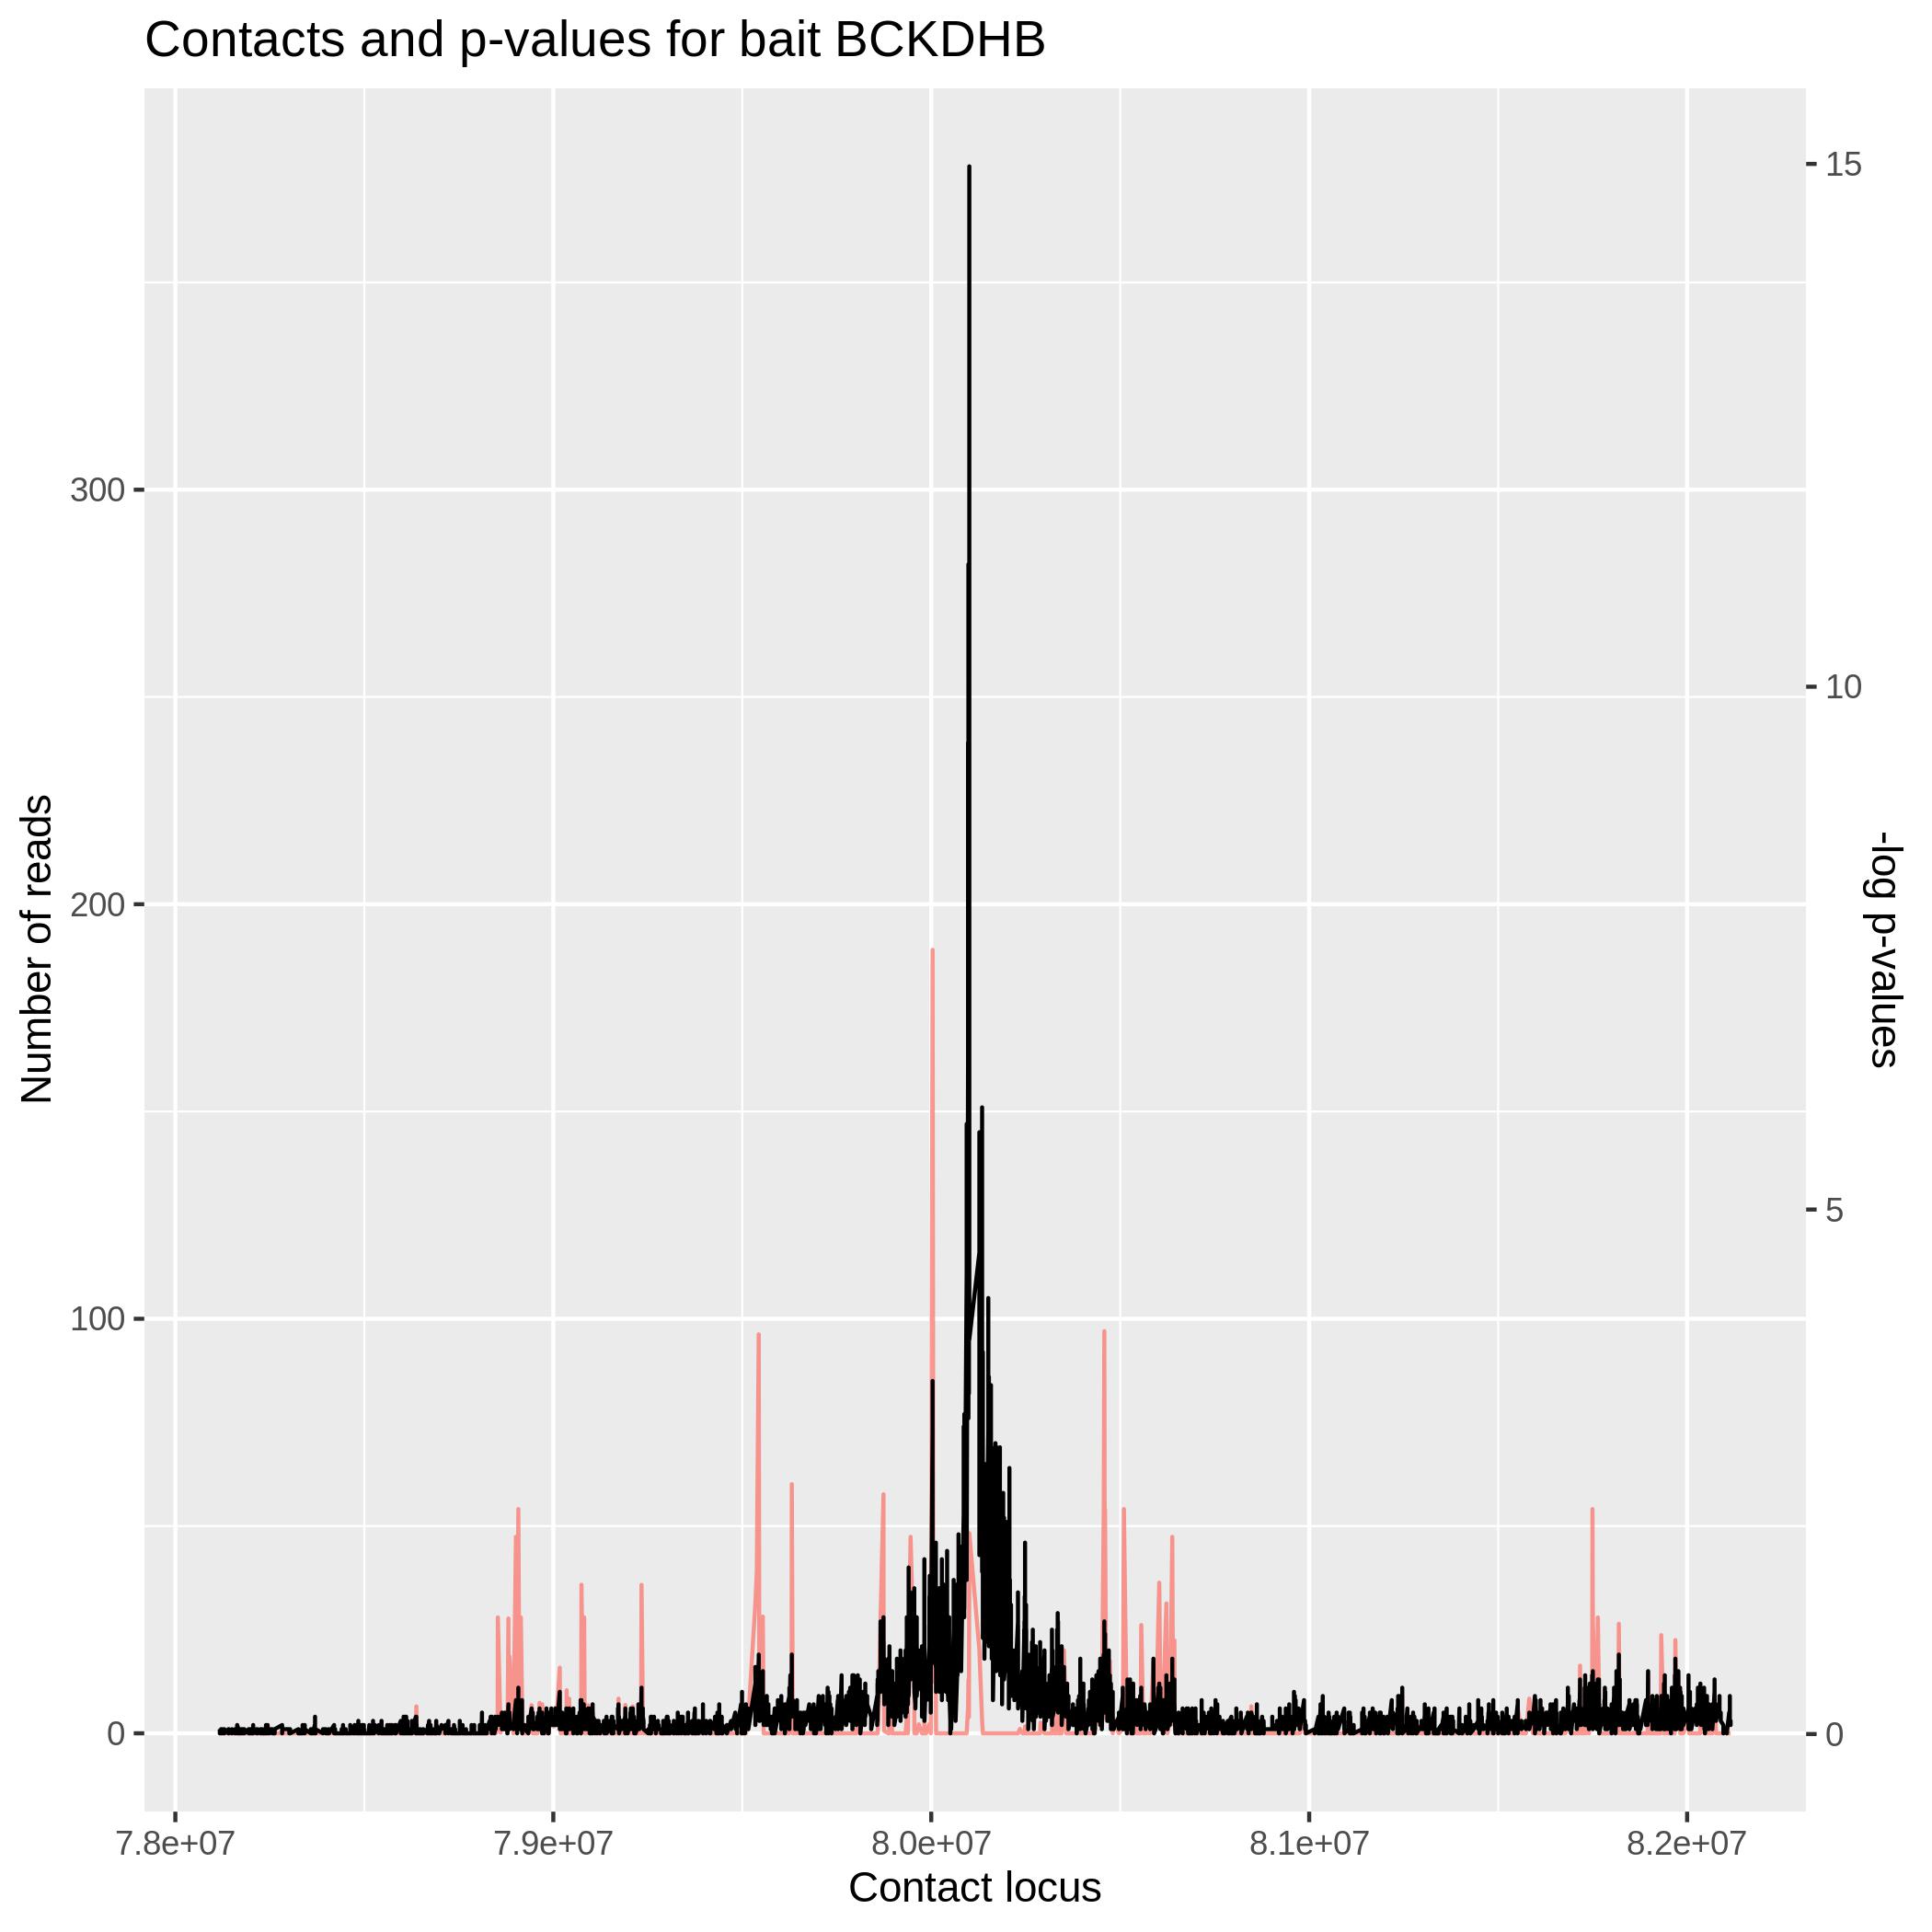 Contacts and p-values for bait BCKDHB
Number of reads
300
200
100
0
15
10
5
0
-log p-values
7.8e+07 7.9e+07 8.0e+07 8.1e+07 8.2e+07
Contact locus